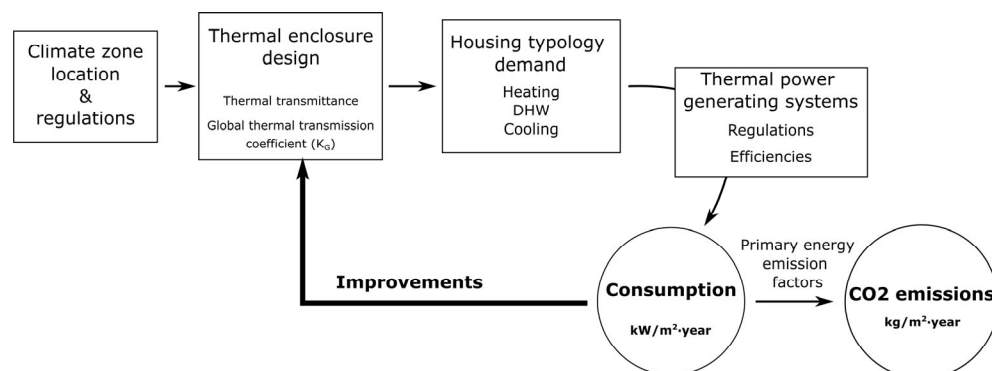 Climate zone
location
&
regulations
Thermal enclosure
design
Thermal transmittance
Global thermal transmission
coefficient (KG)
Housing typology
demand
Heating
DHW
Cooling
Thermal power
generating systems
Regulations
Efficiencies
Improvements
Consumption
kW/m²·year
Primary energy
emission
factors
CO2 emissions
kg/m²·year